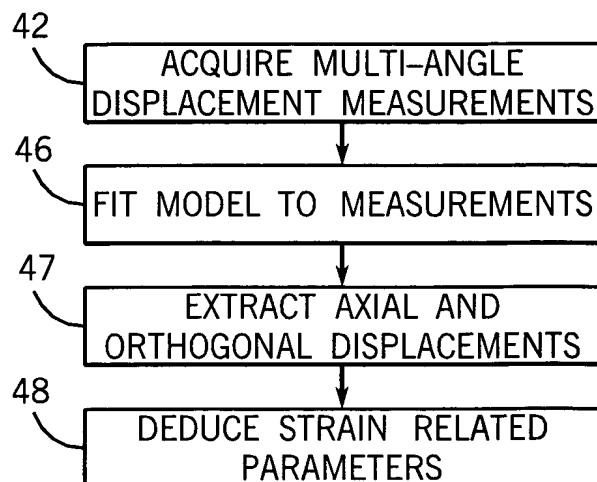 42
ACQUIRE MULTI–ANGLE
DISPLACEMENT MEASUREMENTS
46
FIT MODEL TO MEASUREMENTS
47
EXTRACT AXIAL AND
ORTHOGONAL DISPLACEMENTS
48
DEDUCE STRAIN RELATED
PARAMETERS